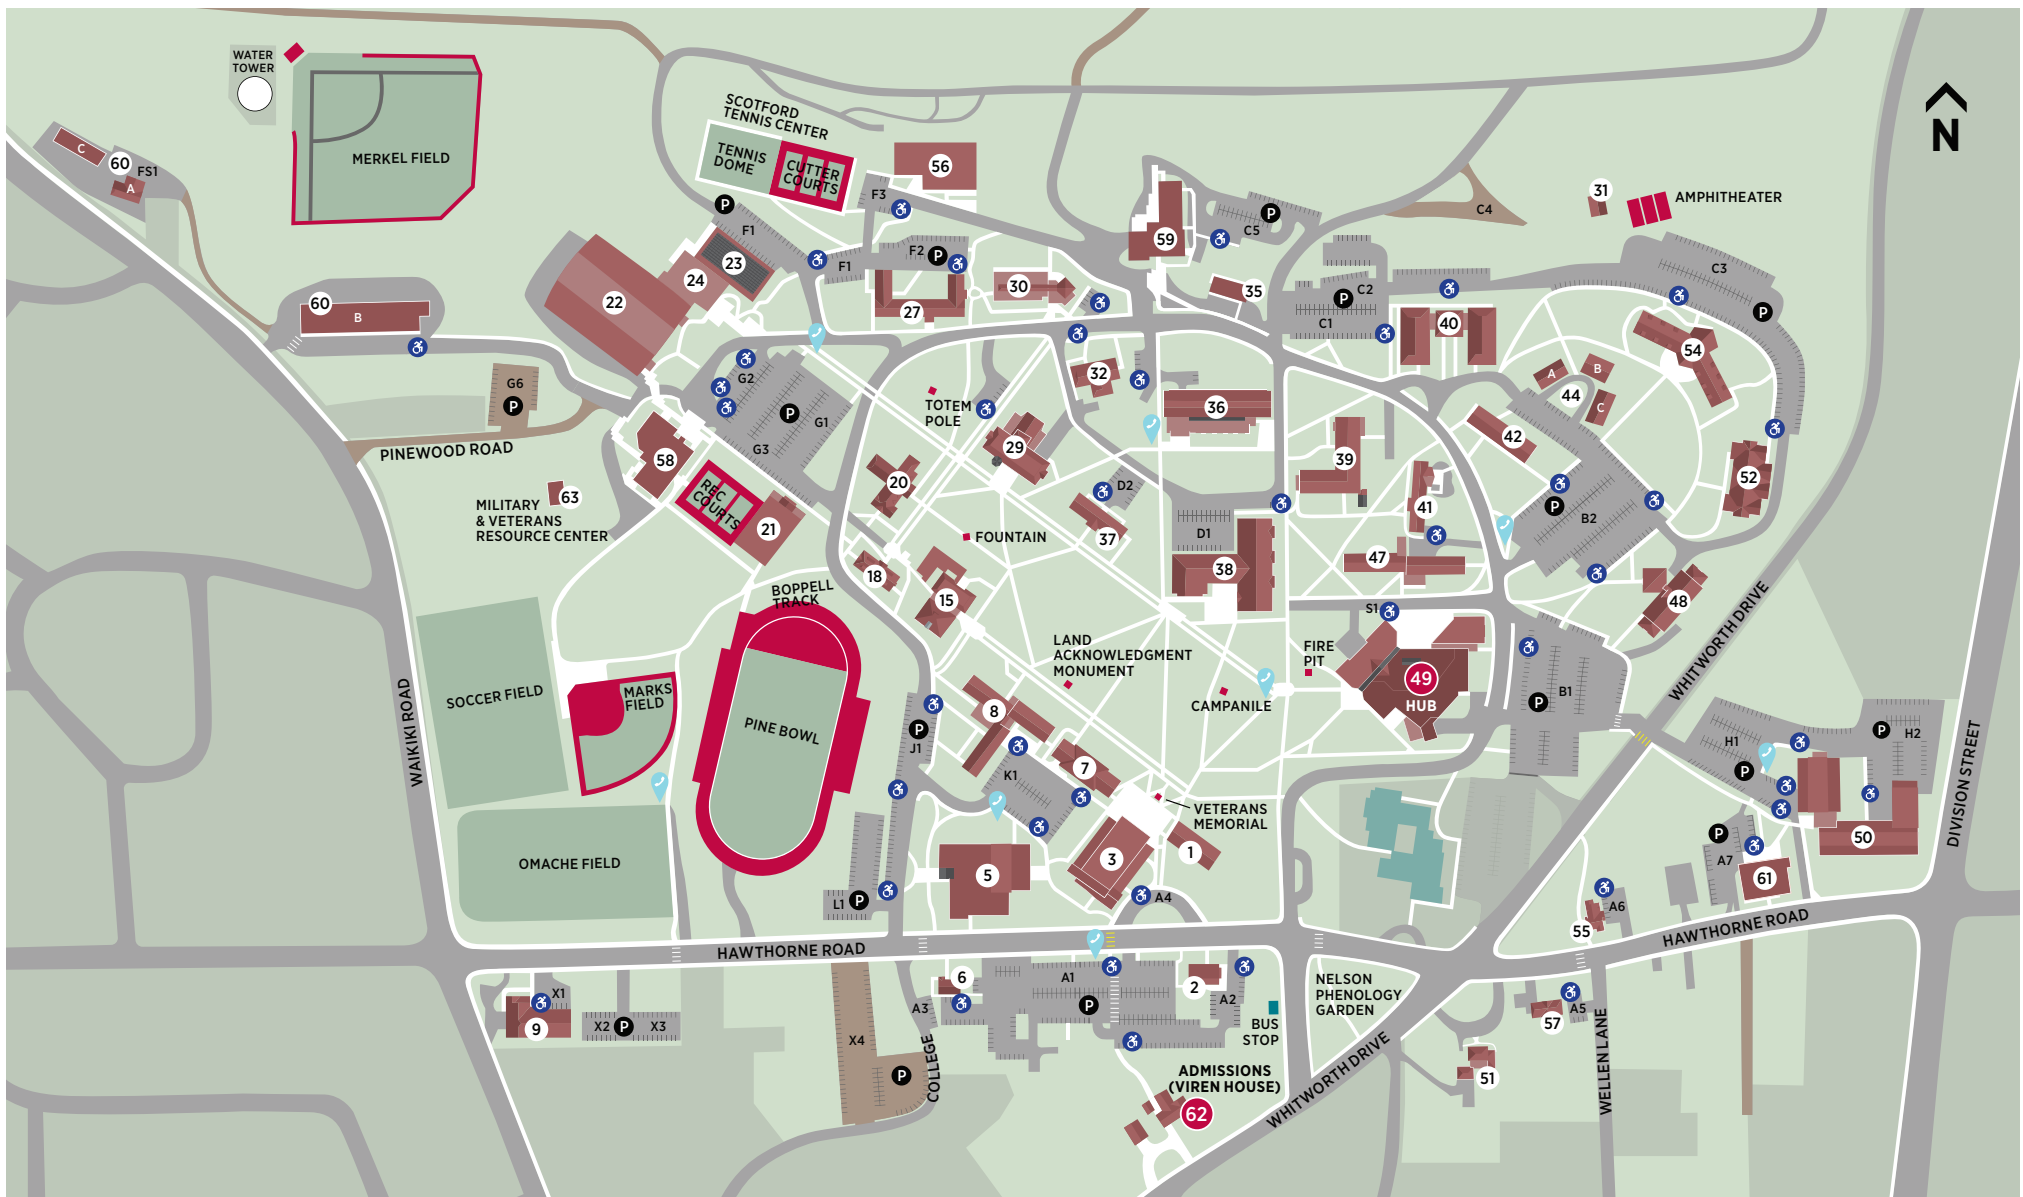 WATER
TOWER
MERKEL FIELD
SCOTFORD
TENNIS CENTER
TENNIS
DOME
CUTTER
COURTS
56
F3
C
60
FS1
A
31
AMPHITHEATER
C4
N
P
F1
23
24
22
F1
F2
P
27
30
59
C5
P
35
C2
P
C1
40
C3
P
54
60
B
G6
P
PINEWOOD ROAD
G2
P
G1
G3
TOTEM
POLE
32
36
29
20
39
42
A
B
44
C
52
58
REC
COURTS
21
63
MILITARY
& VETERANS
RESOURCE CENTER
D2
37
D1
38
41
47
P
B2
48
FOUNTAIN
18
15
BOPPELL
TRACK
S1
LAND
ACKNOWLEDGMENT
MONUMENT
FIRE
PIT
49
HUB
CAMPANILE
P
B1
WHITWORTH DRIVE
WAIKIKI ROAD
SOCCER FIELD
MARKS
FIELD
PINE BOWL
8
P
J1
K1
7
VETERANS
MEMORIAL
H1
P
P
H2
DIVISION STREET
OMACHE FIELD
5
3
1
L1
P
A4
P
A7
61
50
55
A6
HAWTHORNE ROAD
HAWTHORNE ROAD
X1
9
X2
P
X3
6
A3
A1
P
2
A2
BUS
STOP
NELSON
PHENOLOGY
GARDEN
57
A5
51
WELLEN LANE
X4
P
COLLEGE
ADMISSIONS
(VIREN HOUSE)
62
WHITWORTH DRIVE